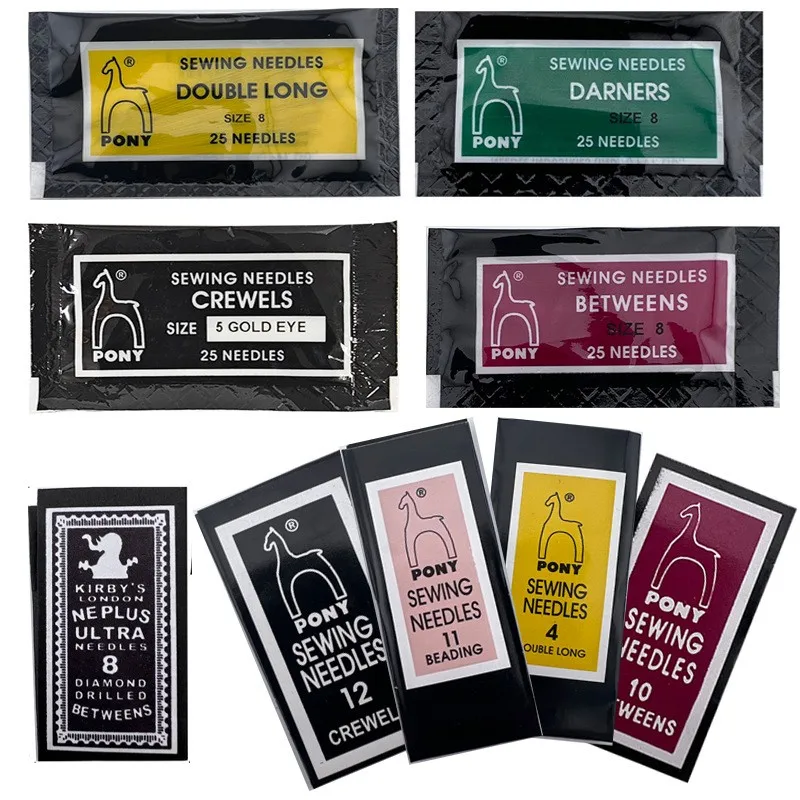 SEWING NEEDLES
DOUBLE LONG
SIZE 8
25 NEEDLES
®
PONY
SEWING NEEDLES
DARNERS
SIZE 8
25 NEEDLES
®
PONY
SEWING NEEDLES
CREWELS
SIZE 5 GOLD EYE
25 NEEDLES
®
PONY
SEWING NEEDLES
BETWEENS
SIZE 8
25 NEEDLES
®
PONY
KIRBY'S
LONDON
NE PLUS
ULTRA
NEEDLES
8
DIAMOND
DRILLED
BETWEENS
®
PONY
SEWING
NEEDLES
12
CREWEL
®
PONY
SEWING
NEEDLES
11
BEADING
®
PONY
SEWING
NEEDLES
4
OUBLE LONG
®
PONY
SEWING
NEEDLES
10
TWEENS